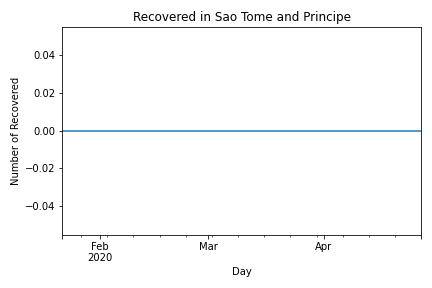 Recovered in Sao Tome and Principe
Number of Recovered
0.04
0.02
0.00
−0.02
−0.04
Feb Mar Apr
2020
Day